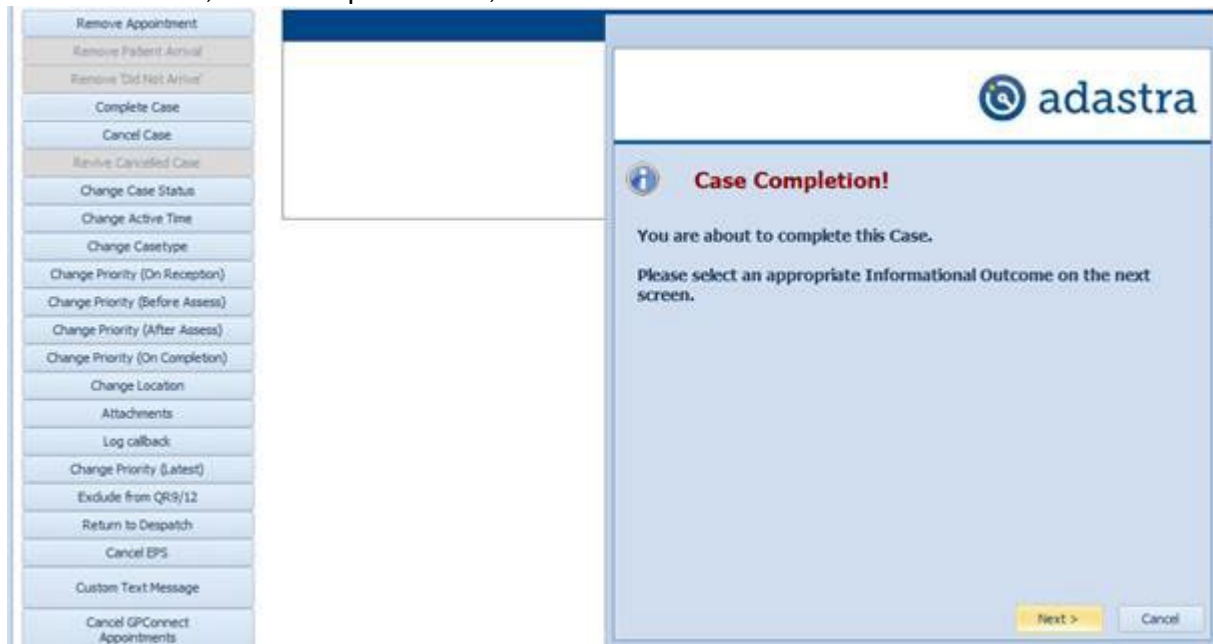 Remove Appointment
Remove Patient Arrival
Remove 'Did Not Arrive'
Complete Case
Cancel Case
Revive Cancelled Case
Change Case Status
Change Active Time
Change Casetype
Change Priority (On Reception)
Change Priority (Before Assess)
Change Priority (After Assess)
Change Priority (On Completion)
Change Location
Attachments
Log callback
Change Priority (Latest)
Exclude from QR9/12
Return to Despatch
Cancel EPS
Custom Text Message
Cancel GPConnect
Appointments
adastra
Case Completion!
You are about to complete this Case.
Please select an appropriate Informational Outcome on the next
screen.
Next >
Cancel